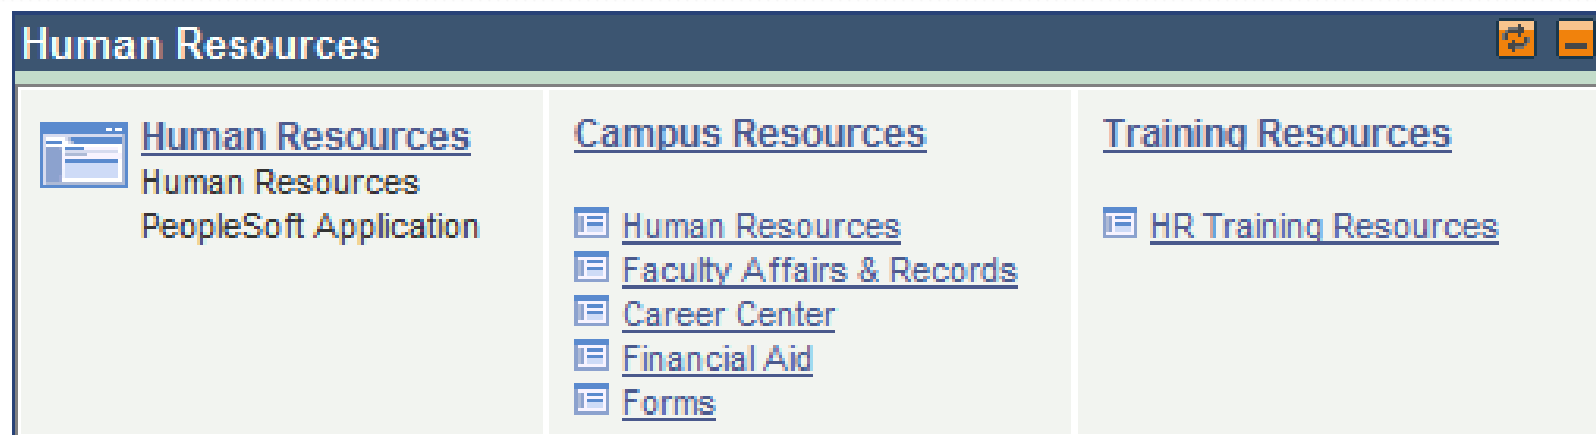 Human Resources
Human Resources
Human Resources
PeopleSoft Application
Campus Resources
Human Resources
Faculty Affairs & Records
Career Center
Financial Aid
Forms
Training Resources
HR Training Resources